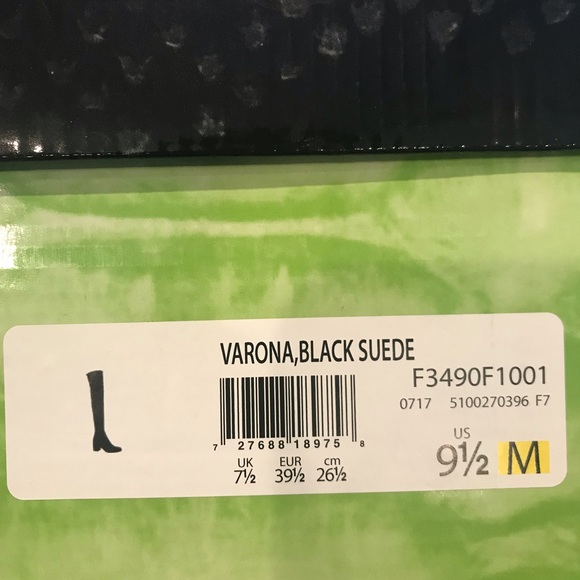 VARONA,BLACK SUEDE
F3490F1001
0717 5100270396 F7
7 27688 18975 8
UK EUR cm
7½ 39½ 26½
US
9½ M